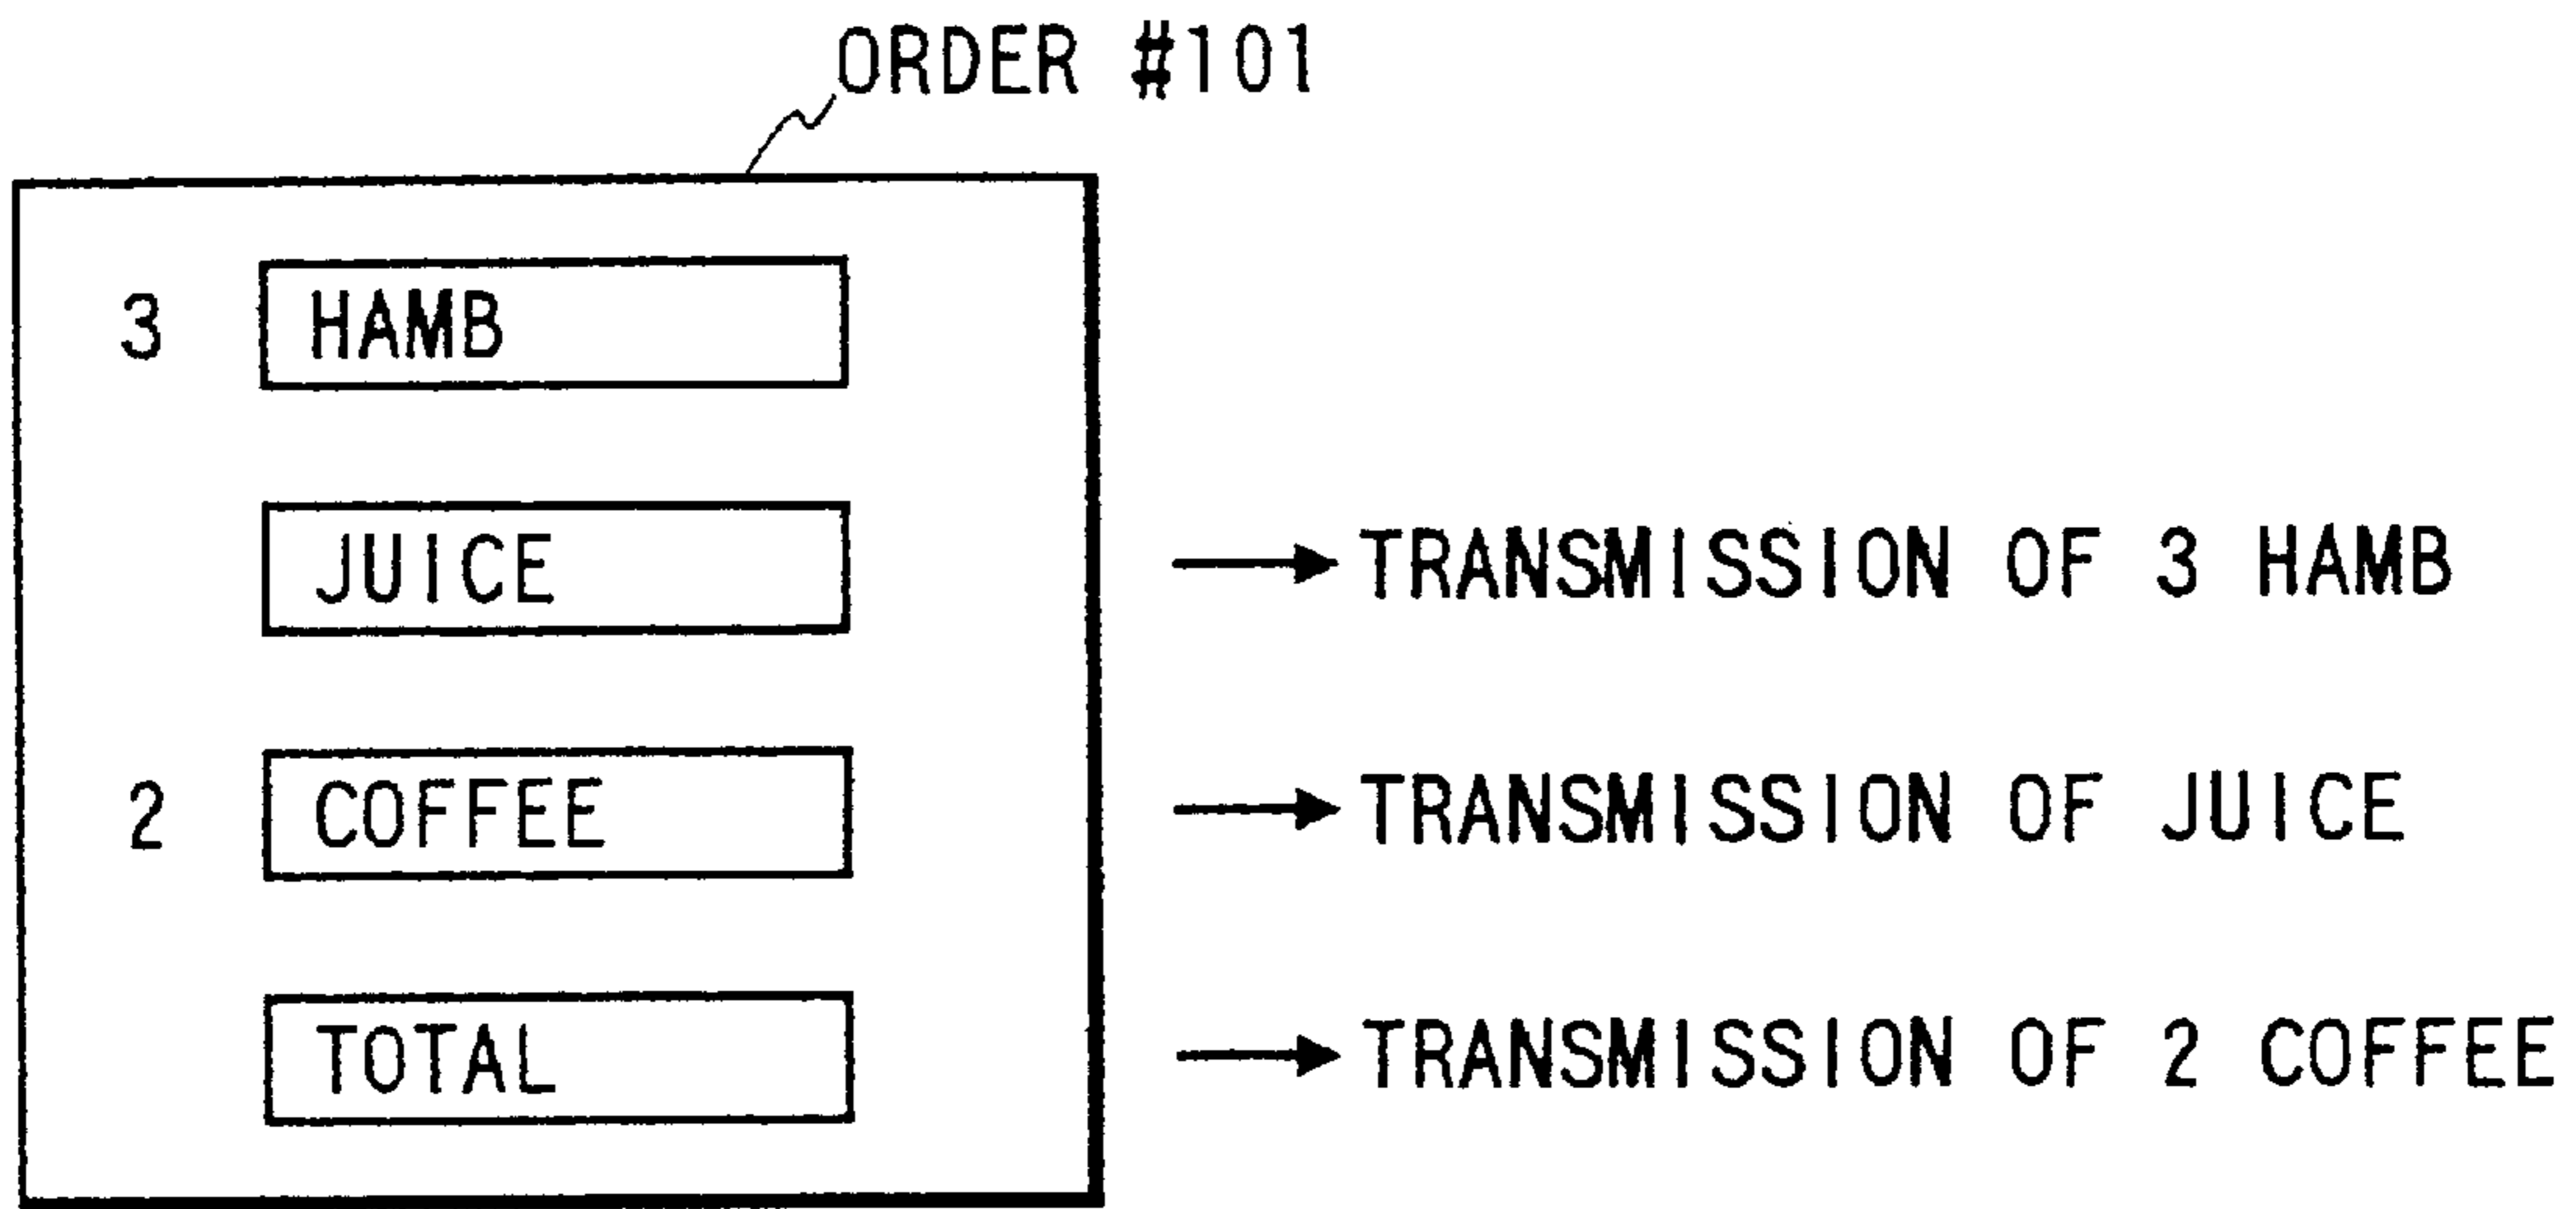 ORDER #101
3 HAMB
JUICE → TRANSMISSION OF 3 HAMB
2 COFFEE → TRANSMISSION OF JUICE
TOTAL → TRANSMISSION OF 2 COFFEE